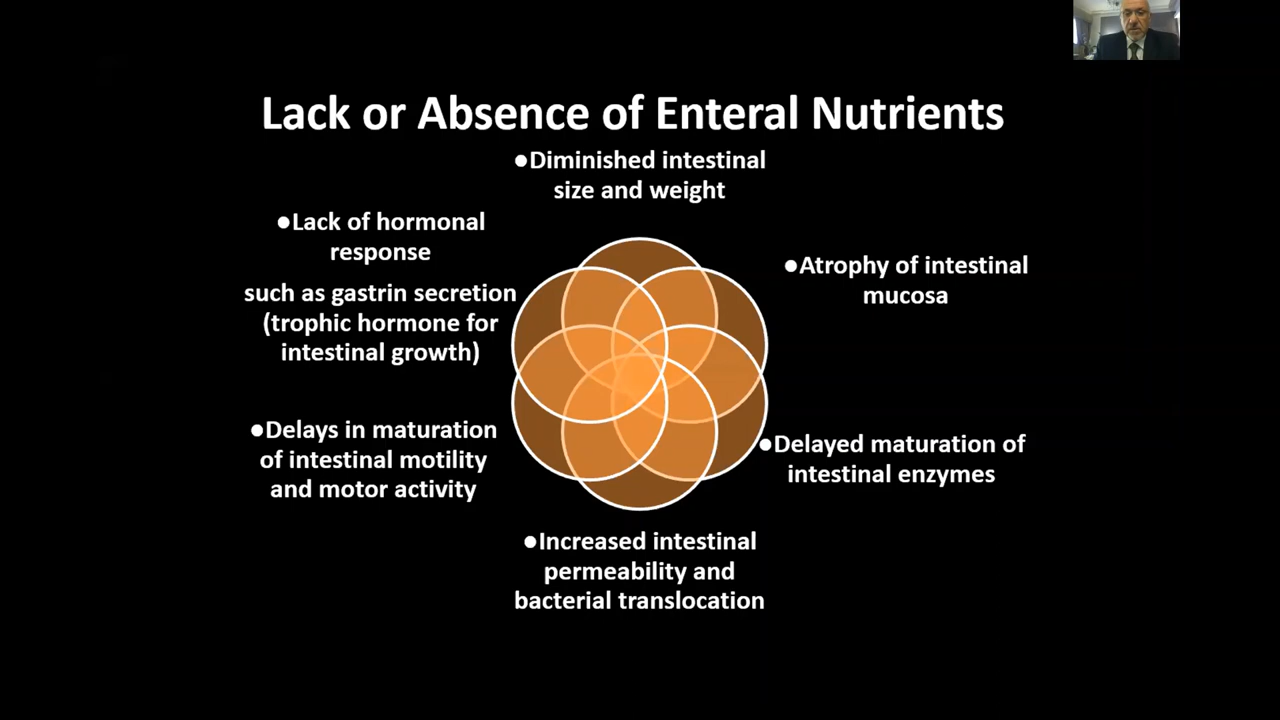 Lack or Absence of Enteral Nutrients
●Diminished intestinal
size and weight
●Atrophy of intestinal
mucosa
●Delayed maturation of
intestinal enzymes
●Increased intestinal
permeability and
bacterial translocation
●Delays in maturation
of intestinal motility
and motor activity
●Lack of hormonal
response
such as gastrin secretion
(trophic hormone for
intestinal growth)